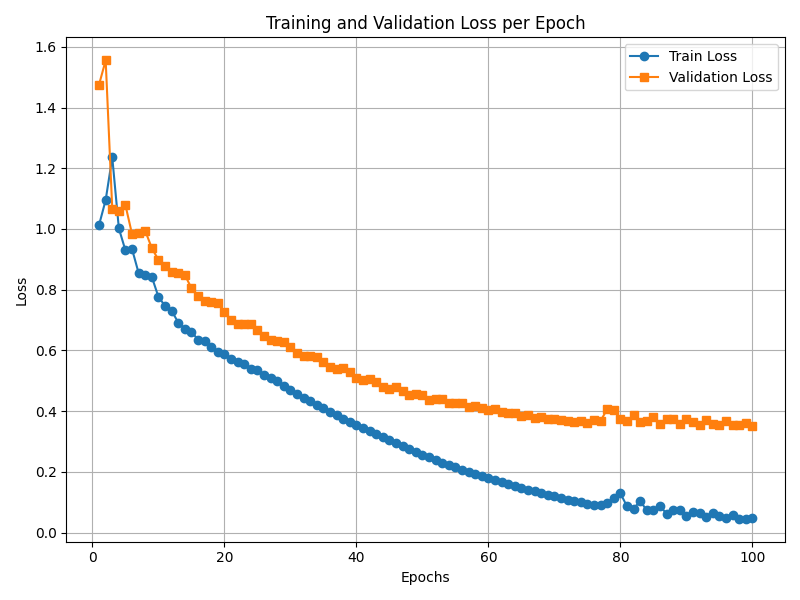 Training and Validation Loss per Epoch
Train Loss
Validation Loss
1.6
1.4
1.2
1.0
0.8
0.6
0.4
0.2
0.0
Loss
0 20 40 60 80 100
Epochs